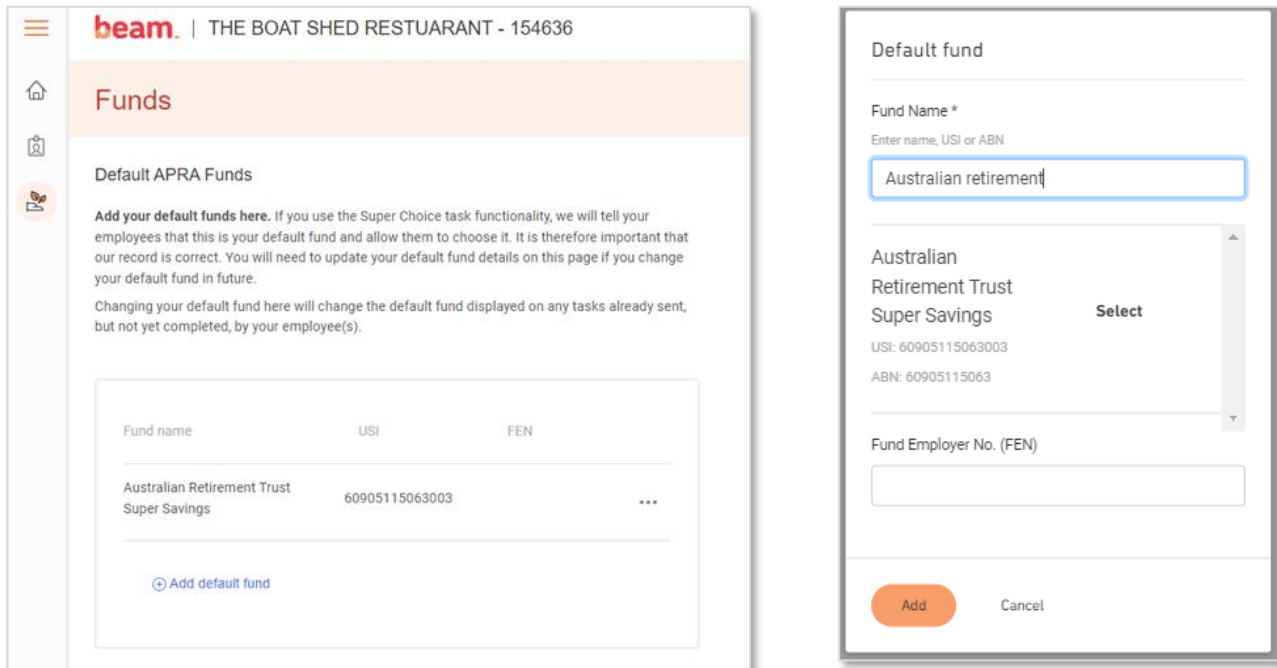 beam. | THE BOAT SHED RESTUARANT - 154636
Funds
Default APRA Funds
Add your default funds here. If you use the Super Choice task functionality, we will tell your
employees that this is your default fund and allow them to choose it. It is therefore important that
our record is correct. You will need to update your default fund details on this page if you change
your default fund in future.
Changing your default fund here will change the default fund displayed on any tasks already sent,
but not yet completed, by your employee(s).
Fund name USI FEN
Australian Retirement Trust
Super Savings
60905115063003
Add default fund
Default fund
Fund Name *
Enter name, USI or ABN
Australian retirement
Australian
Retirement Trust
Super Savings
Select
USI: 60905115063003
ABN: 60905115063
Fund Employer No. (FEN)
Add Cancel